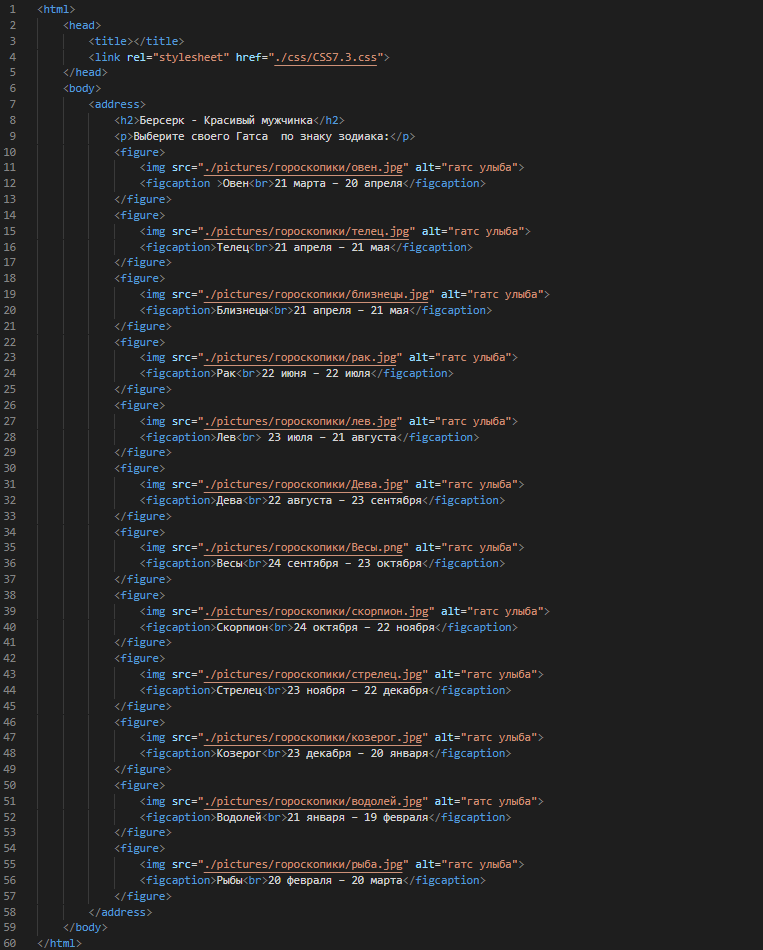 1 <html>
2 <head>
3 <title></title>
4 <link rel="stylesheet" href="./css/CSS7.3.css">
5 </head>
6 <body>
7 <address>
8 <h2>Берсерк - Красивый мужчинка</h2>
9 <p>Выберите своего Гатса  по знаку зодиака:</p>
10 <figure>
11 <img src="./pictures/гороскопики/овен.jpg" alt="гатс улыба">
12 <figcaption >Овен<br>21 марта – 20 апреля</figcaption>
13 </figure>
14 <figure>
15 <img src="./pictures/гороскопики/телец.jpg" alt="гатс улыба">
16 <figcaption>Телец<br>21 апреля – 21 мая</figcaption>
17 </figure>
18 <figure>
19 <img src="./pictures/гороскопики/близнецы.jpg" alt="гатс улыба">
20 <figcaption>Близнецы<br>21 апреля – 21 мая</figcaption>
21 </figure>
22 <figure>
23 <img src="./pictures/гороскопики/рак.jpg" alt="гатс улыба">
24 <figcaption>Рак<br>22 июня – 22 июля</figcaption>
25 </figure>
26 <figure>
27 <img src="./pictures/гороскопики/лев.jpg" alt="гатс улыба">
28 <figcaption>Лев<br> 23 июля – 21 августа</figcaption>
29 </figure>
30 <figure>
31 <img src="./pictures/гороскопики/Дева.jpg" alt="гатс улыба">
32 <figcaption>Дева<br>22 августа – 23 сентября</figcaption>
33 </figure>
34 <figure>
35 <img src="./pictures/гороскопики/Весы.png" alt="гатс улыба">
36 <figcaption>Весы<br>24 сентября – 23 октября</figcaption>
37 </figure>
38 <figure>
39 <img src="./pictures/гороскопики/скорпион.jpg" alt="гатс улыба">
40 <figcaption>Скорпион<br>24 октября – 22 ноября</figcaption>
41 </figure>
42 <figure>
43 <img src="./pictures/гороскопики/стрелец.jpg" alt="гатс улыба">
44 <figcaption>Стрелец<br>23 ноября – 22 декабря</figcaption>
45 </figure>
46 <figure>
47 <img src="./pictures/гороскопики/козерог.jpg" alt="гатс улыба">
48 <figcaption>Козерог<br>23 декабря – 20 января</figcaption>
49 </figure>
50 <figure>
51 <img src="./pictures/гороскопики/водолей.jpg" alt="гатс улыба">
52 <figcaption>Водолей<br>21 января – 19 февраля</figcaption>
53 </figure>
54 <figure>
55 <img src="./pictures/гороскопики/рыба.jpg" alt="гатс улыба">
56 <figcaption>Рыбы<br>20 февраля – 20 марта</figcaption>
57 </figure>
58 </address>
59 </body>
60 </html>